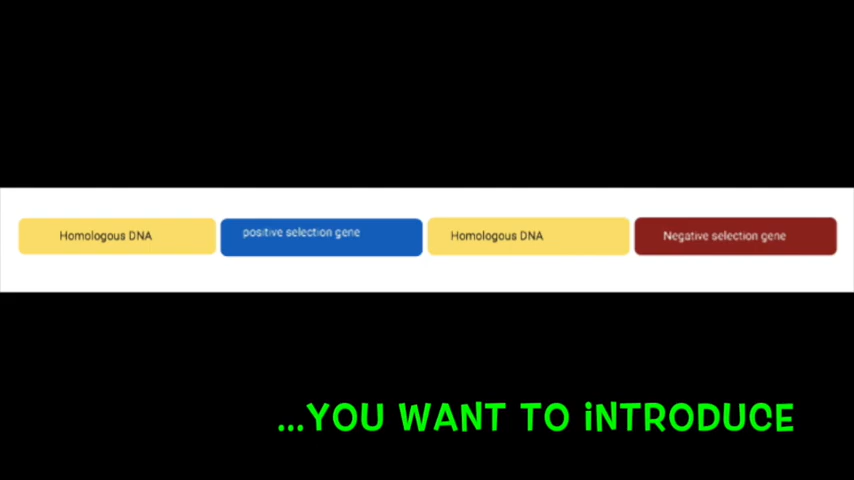 Homologous DNA positive selection gene Homologous DNA Negative selection gene
...YOU WANT TO iNTRODUCE